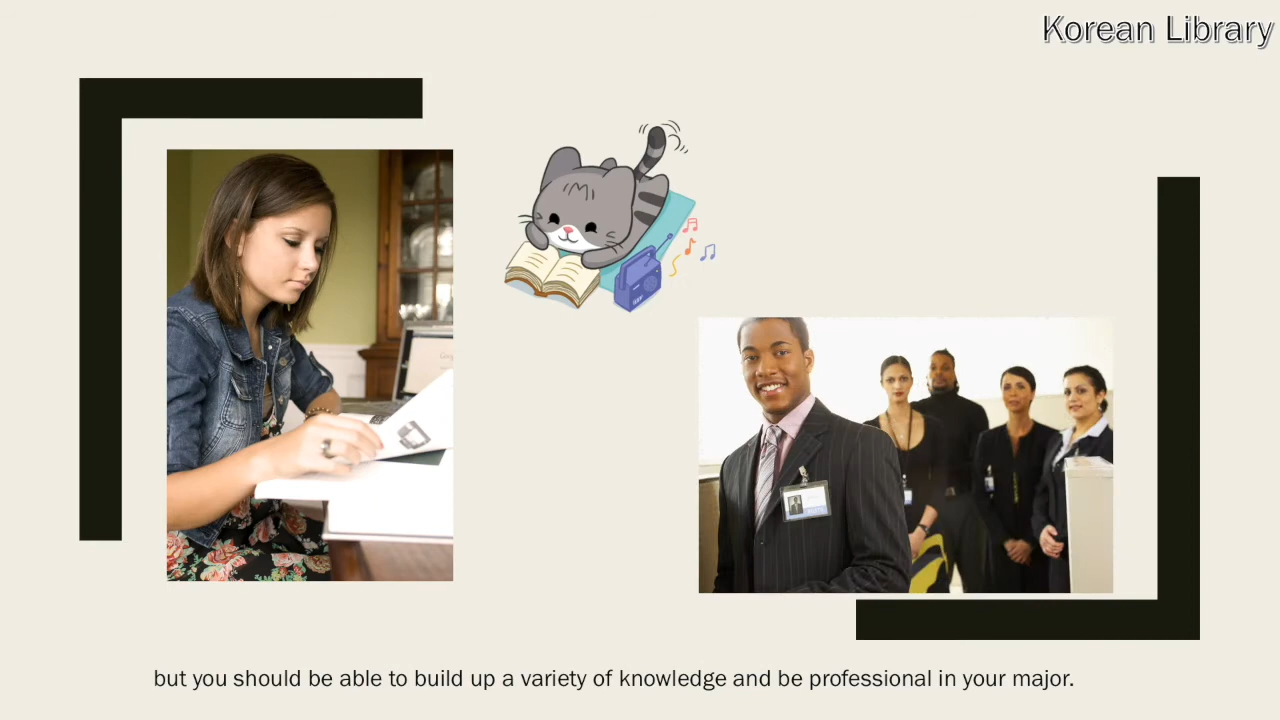 Korean Library
but you should be able to build up a variety of knowledge and be professional in your major.